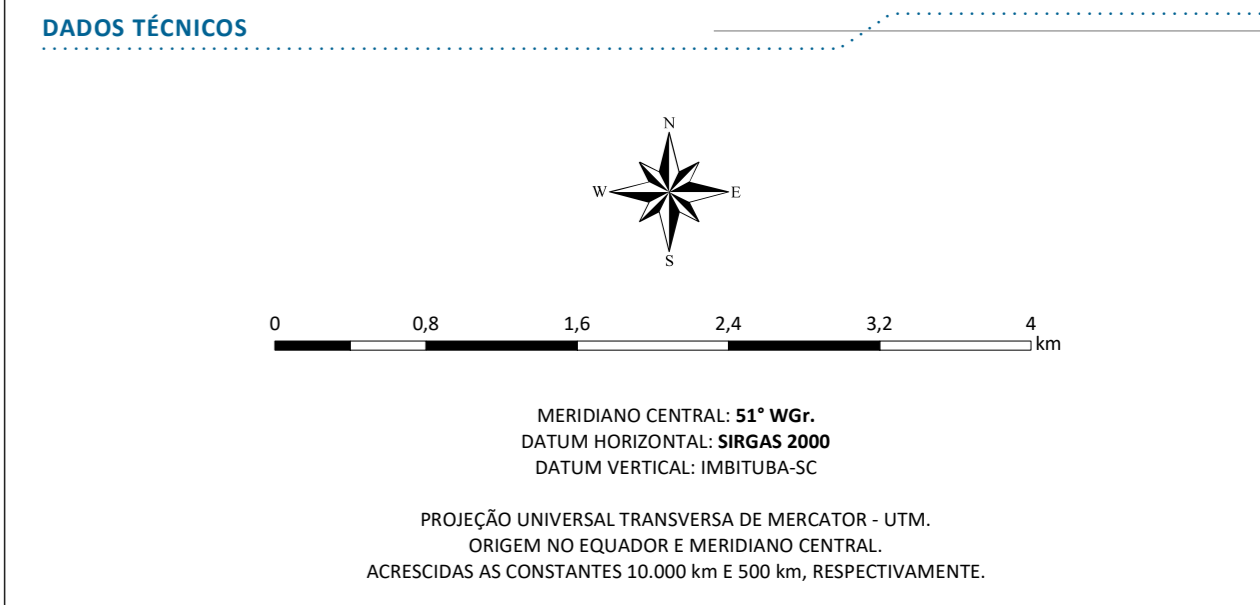 DADOS TÉCNICOS
N
W E
S
0 0,8 1,6 2,4 3,2 4
km
MERIDIANO CENTRAL: 51° WGr.
DATUM HORIZONTAL: SIRGAS 2000
DATUM VERTICAL: IMBITUBA-SC
PROJEÇÃO UNIVERSAL TRANSVERSA DE MERCATOR - UTM.
ORIGEM NO EQUADOR E MERIDIANO CENTRAL.
ACRESCIDAS AS CONSTANTES 10.000 km E 500 km, RESPECTIVAMENTE.